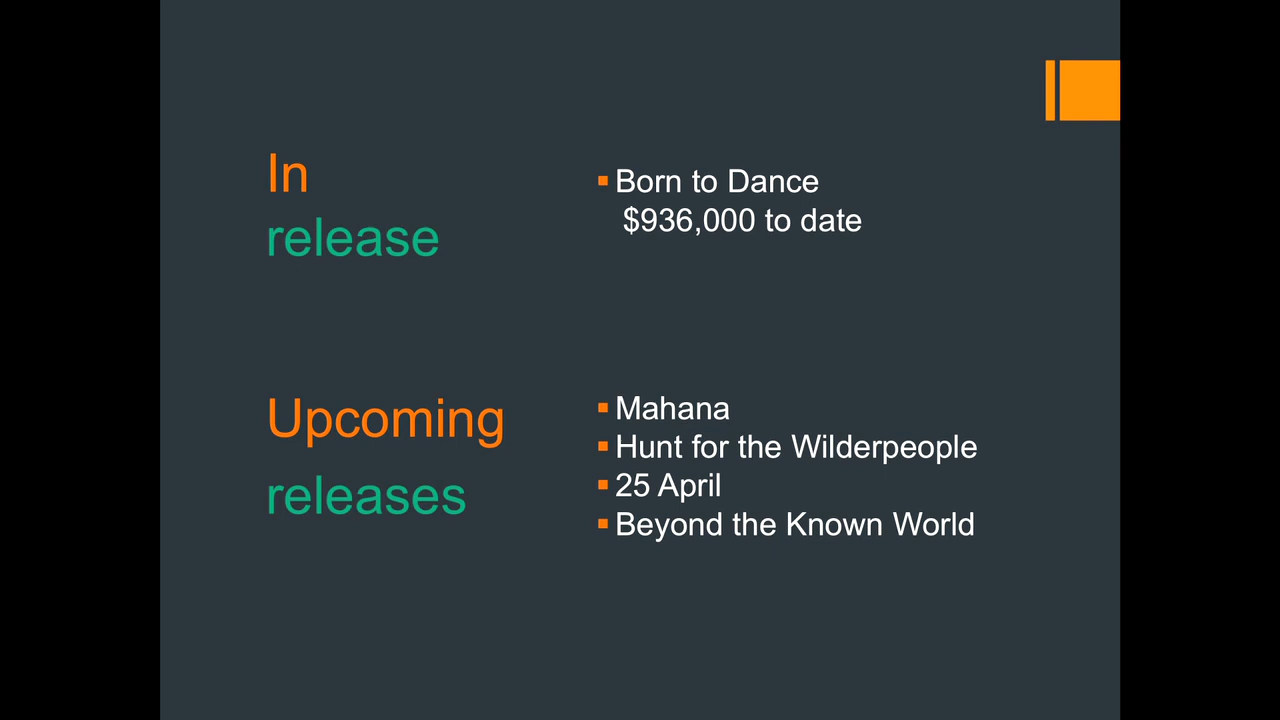 In
release
Born to Dance
$936,000 to date
Upcoming
releases
Mahana
Hunt for the Wilderpeople
25 April
Beyond the Known World